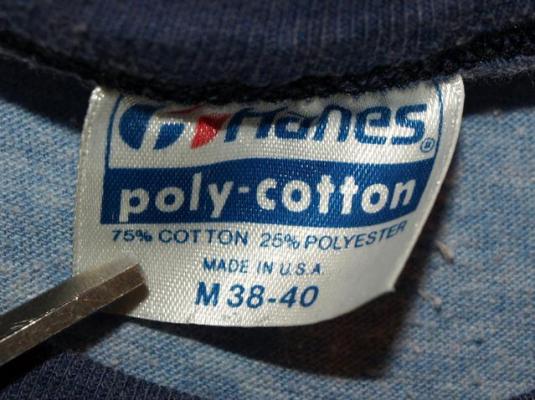 Hanes®
poly-cotton
75% COTTON 25% POLYESTER
MADE IN U.S.A.
M 38-40